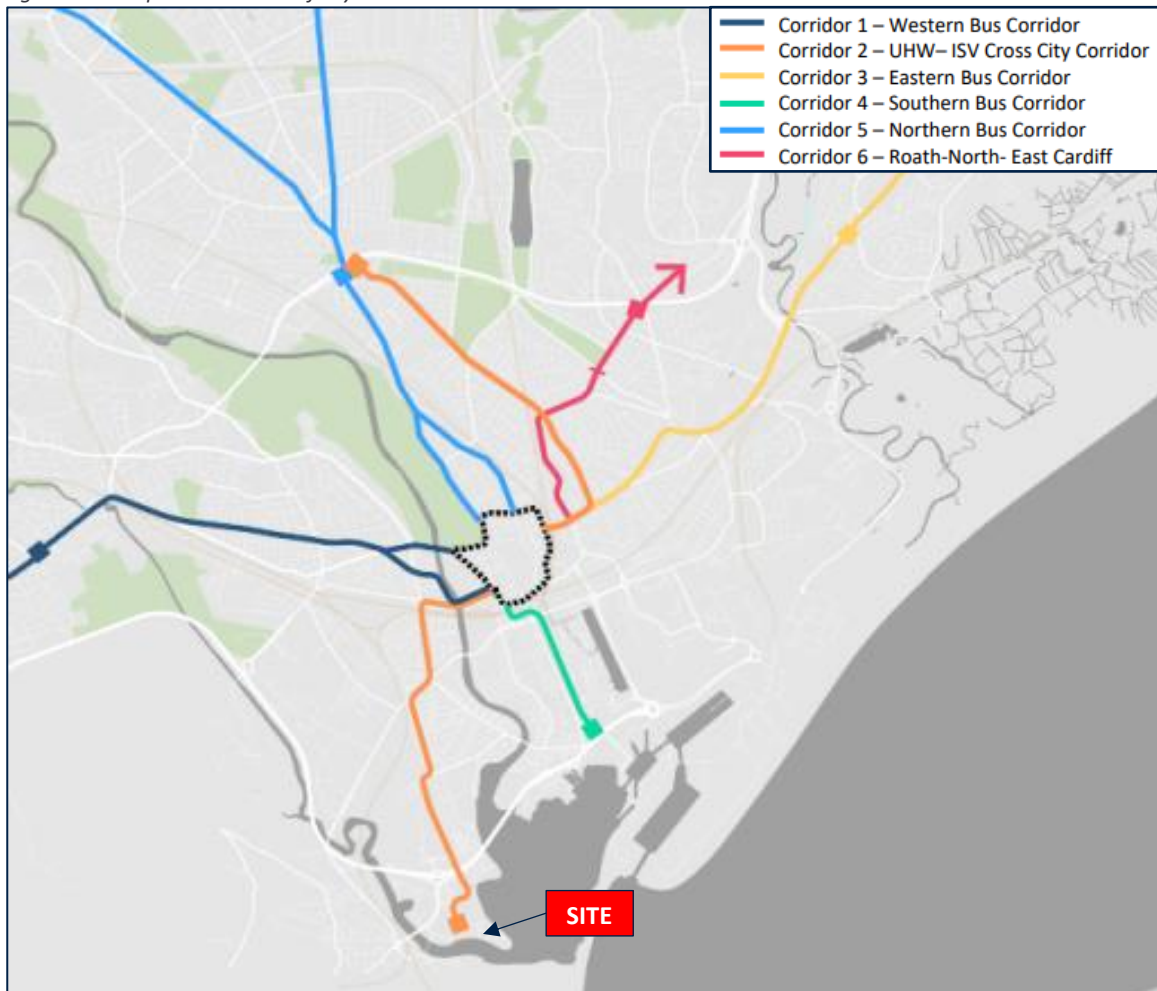 Corridor 1 – Western Bus Corridor
Corridor 2 – UHW– ISV Cross City Corridor
Corridor 3 – Eastern Bus Corridor
Corridor 4 – Southern Bus Corridor
Corridor 5 – Northern Bus Corridor
Corridor 6 – Roath-North- East Cardiff
SITE